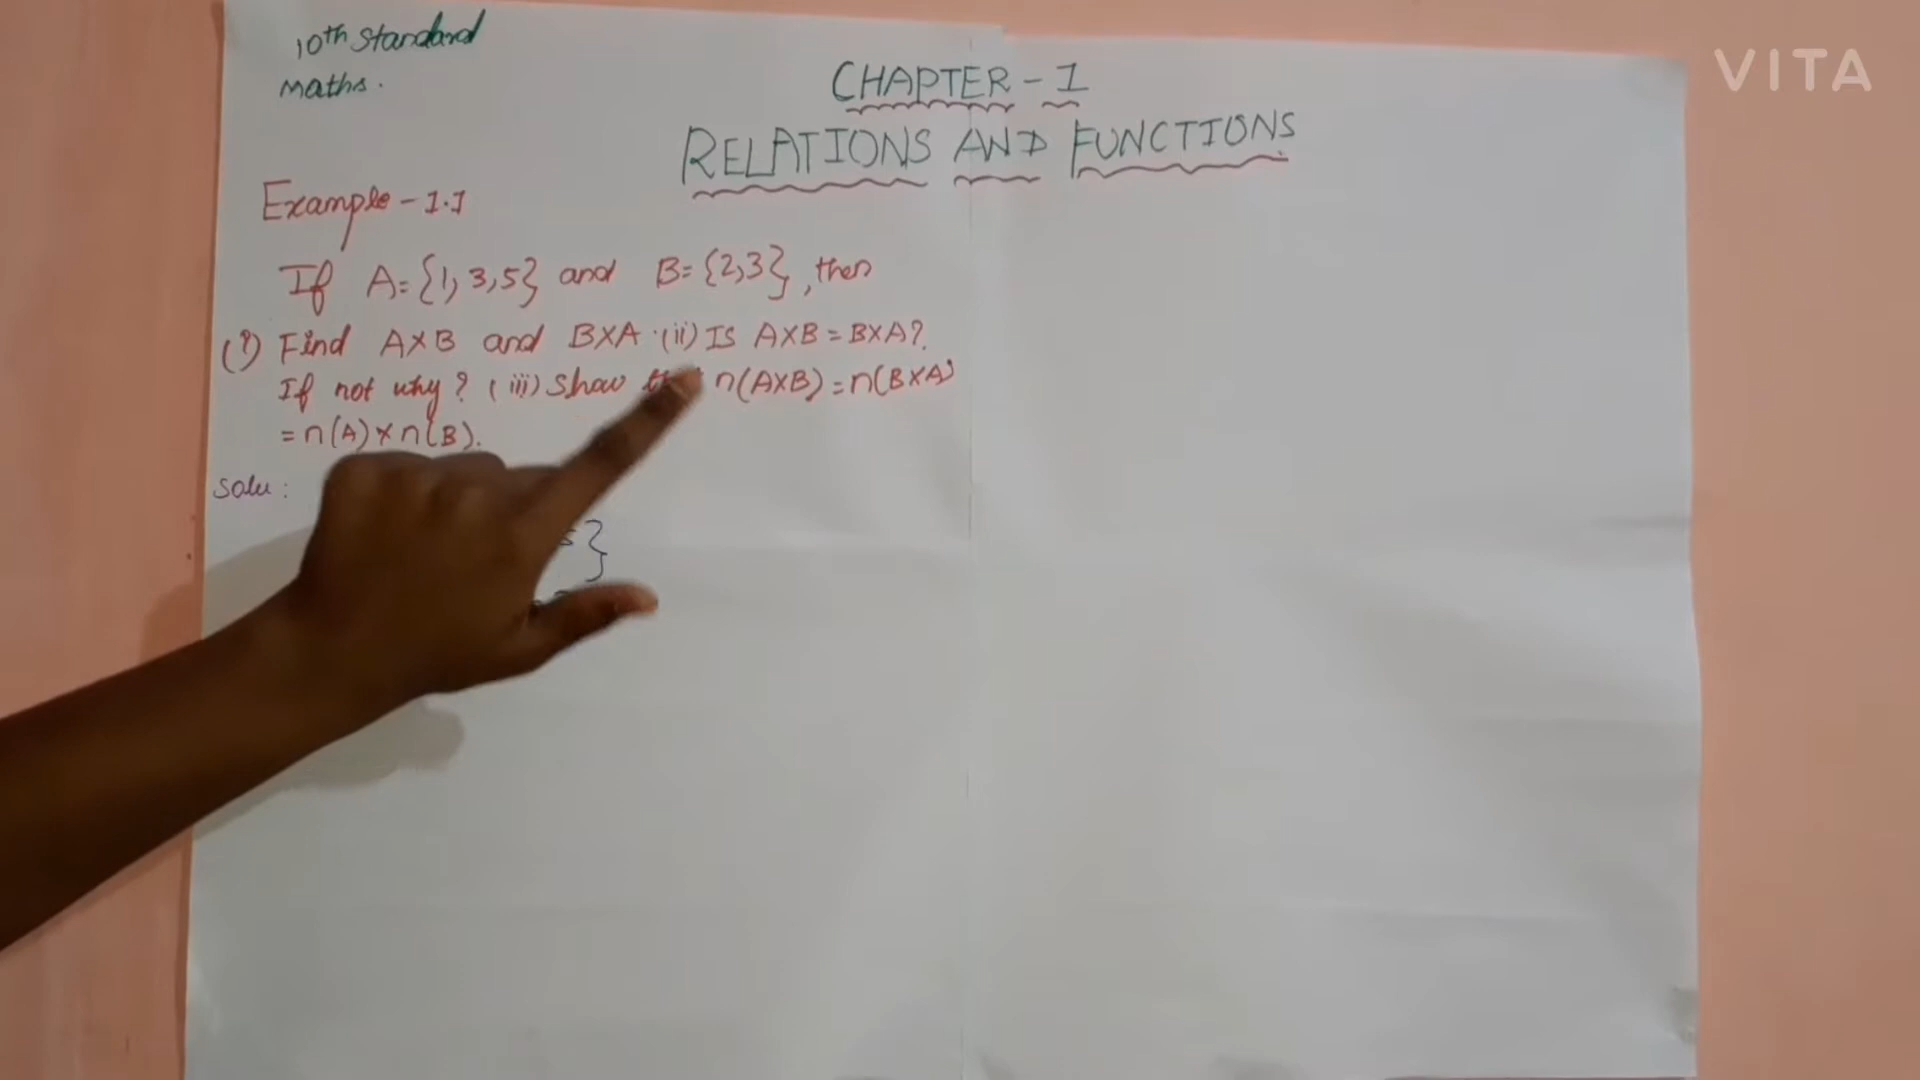 10th Standard
Maths.
VITA
CHAPTER - 1
RELATIONS AND FUNCTIONS
Example - 1.1
If A = {1, 3, 5} and B = {2, 3}, then
(i) Find A×B and B×A. (ii) Is A×B = B×A?
If not why? (iii) Show n(A×B) = n(B×A)
= n(A) × n(B).
Solu:
}